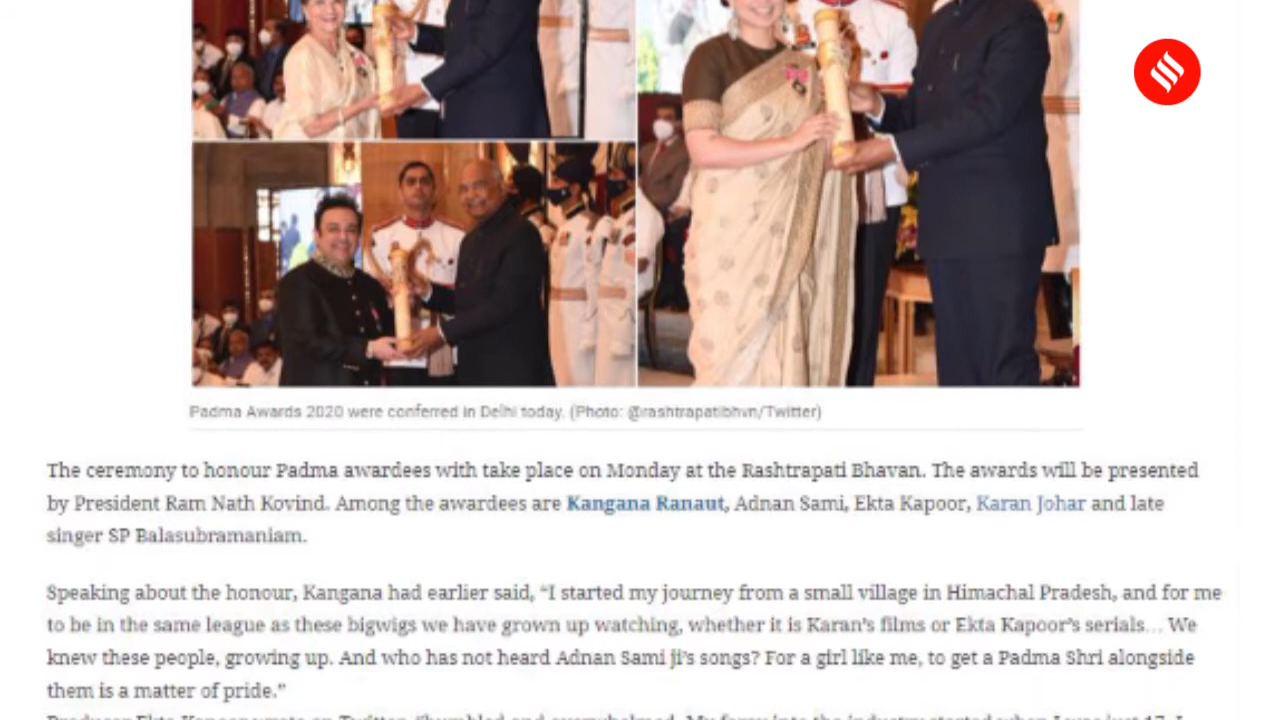 Padma Awards 2020 were conferred in Delhi today. (Photo: @rashtrapatibhvn/Twitter)
The ceremony to honour Padma awardees with take place on Monday at the Rashtrapati Bhavan. The awards will be presented
by President Ram Nath Kovind. Among the awardees are Kangana Ranaut, Adnan Sami, Ekta Kapoor, Karan Johar and late
singer SP Balasubramaniam.
Speaking about the honour, Kangana had earlier said, “I started my journey from a small village in Himachal Pradesh, and for me
to be in the same league as these bigwigs we have grown up watching, whether it is Karan’s films or Ekta Kapoor’s serials… We
knew these people, growing up. And who has not heard Adnan Sami ji’s songs? For a girl like me, to get a Padma Shri alongside
them is a matter of pride.”